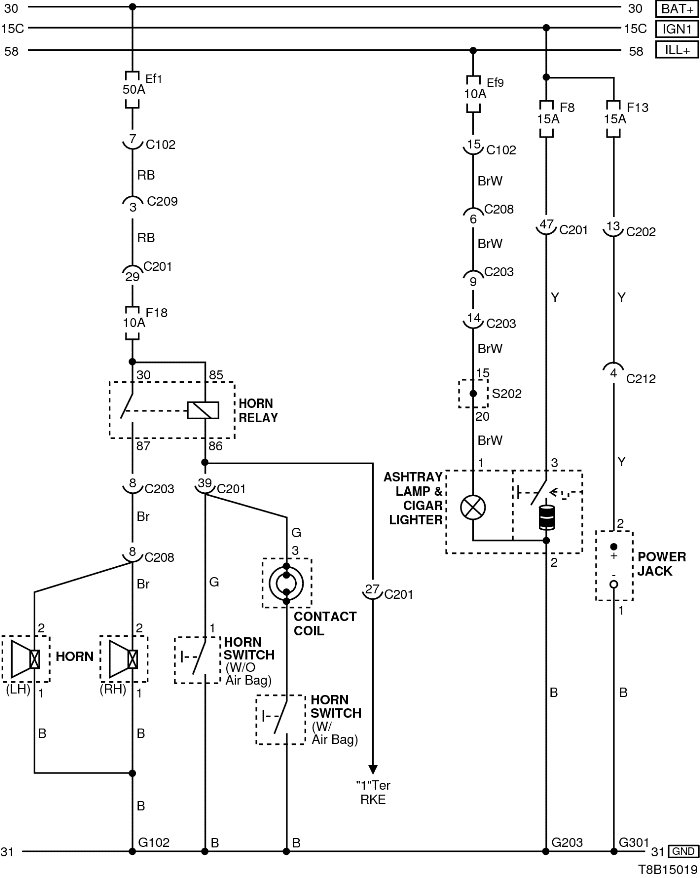 30 30 BAT+
15C 15C IGN1
58 58 ILL+
Ef1
50A
Ef9
10A
F8
15A
F13
15A
7 C102
15 C102
RB
BrW
3 C209
6 C208
47 C201
13 C202
RB
BrW
29 C201
9 C203
Y
Y
F18
10A
14 C203
BrW
30 85
15
S202
20
4 C212
HORN
RELAY
87 86
BrW
Y
1 3
8 C203
39 C201
ASHTRAY
LAMP &
CIGAR
LIGHTER
Br
G
2
8 C208
3
2
+
-
POWER
JACK
Br
G
27 C201
1
CONTACT
COIL
2 2 1
HORN
HORN
SWITCH
(W/O
Air Bag)
(LH) 1 (RH) 1
HORN
SWITCH
(W/
Air Bag)
B B
B B
"1"Ter
RKE
B
31 G102 B B G203 G301 31 GND
T8B15019